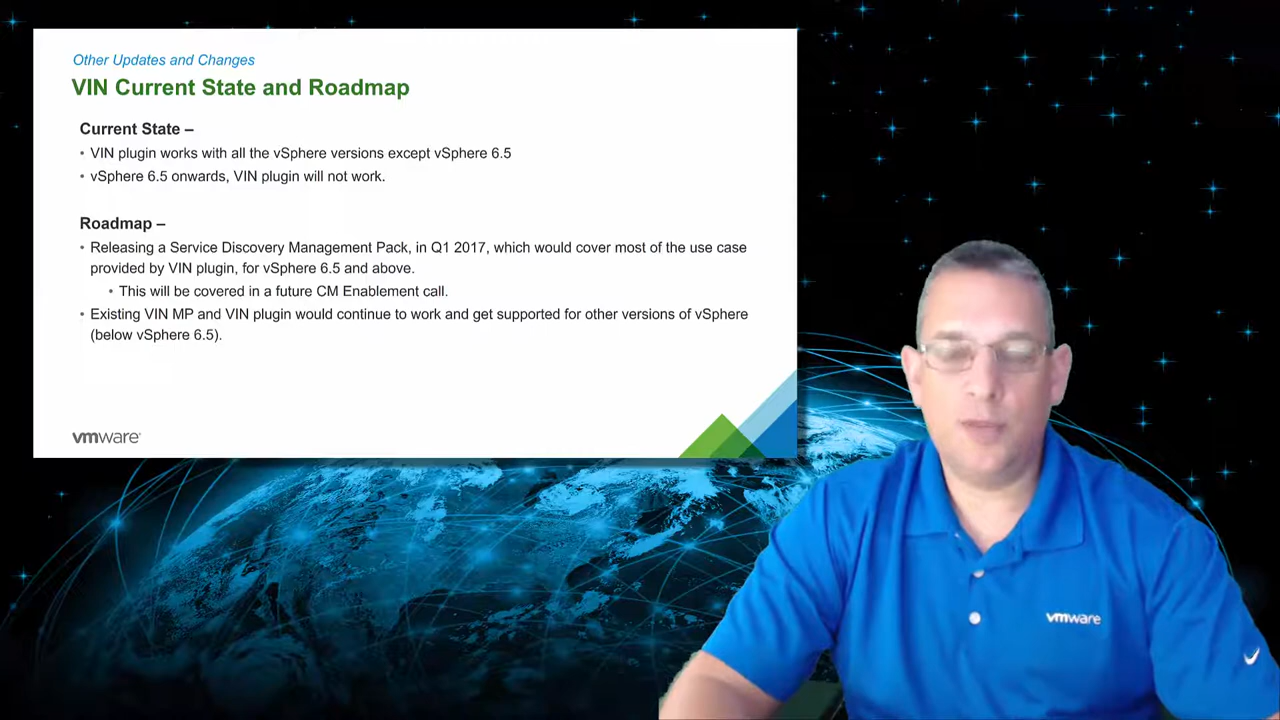 Other Updates and Changes
VIN Current State and Roadmap
Current State –
• VIN plugin works with all the vSphere versions except vSphere 6.5
• vSphere 6.5 onwards, VIN plugin will not work.
Roadmap –
• Releasing a Service Discovery Management Pack, in Q1 2017, which would cover most of the use case
provided by VIN plugin, for vSphere 6.5 and above.
• This will be covered in a future CM Enablement call.
• Existing VIN MP and VIN plugin would continue to work and get supported for other versions of vSphere
(below vSphere 6.5).
vmware
vmware